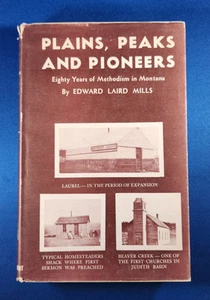 PLAINS, PEAKS
AND PIONEERS
Eighty Years of Methodism in Montana
By EDWARD LAIRD MILLS
LAUREL—IN THE PERIOD OF EXPANSION
TYPICAL HOMESTEADERS
SHACK WHERE FIRST
SERMON WAS PREACHED
BEAVER CREEK—ONE OF
THE FIRST CHURCHES IN
JUDITH BASIN